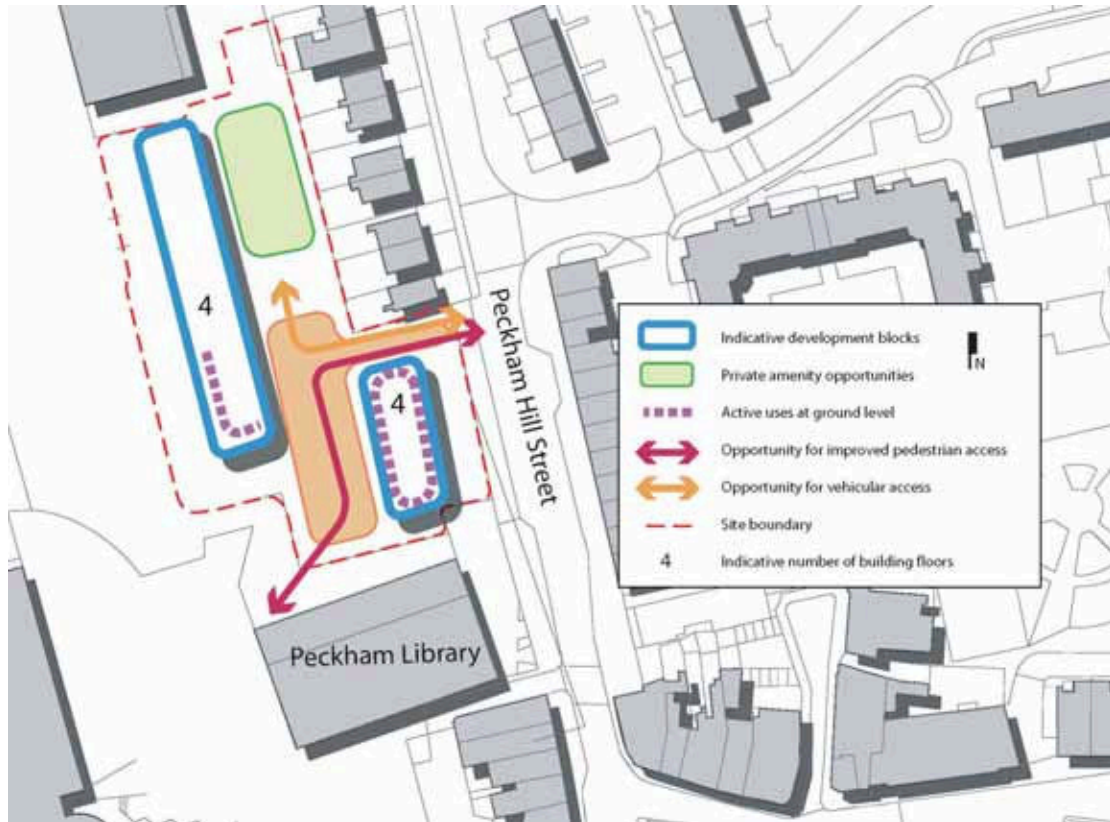 4
4
Peckham Hill Street
Peckham Library
Indicative development blocks
N
Private amenity opportunities
Active uses at ground level
Opportunity for improved pedestrian access
Opportunity for vehicular access
Site boundary
4 Indicative number of building floors